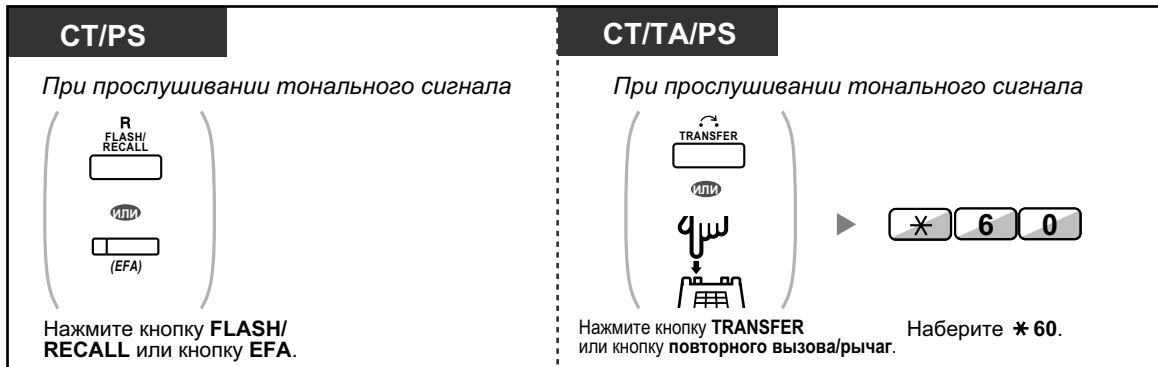 CT/PS
При прослушивании тонального сигнала
R
FLASH/
RECALL
или
(EFA)
Нажмите кнопку FLASH/
RECALL или кнопку EFA.
CT/TA/PS
При прослушивании тонального сигнала
TRANSFER
или
Нажмите кнопку TRANSFER
или кнопку повторного вызова/рычаг.
* 6 0
Наберите * 60.